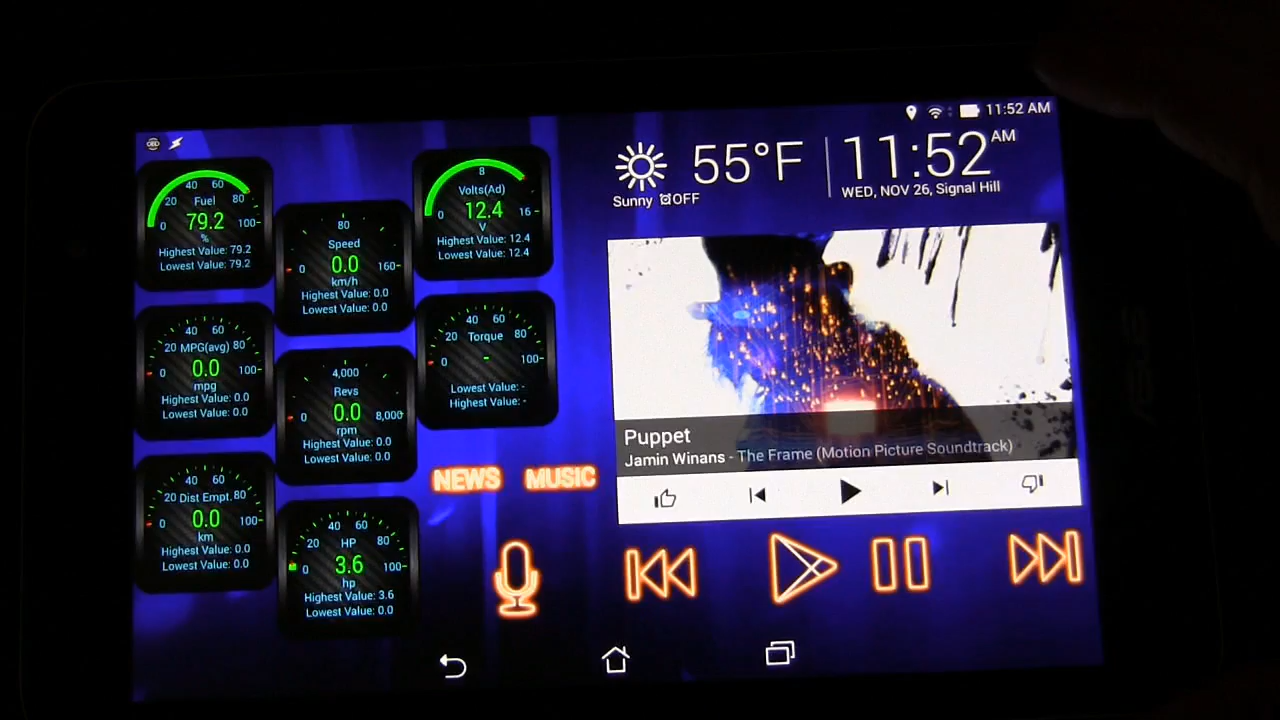 11:52 AM
OBD
40 60
20 Fuel 80
0 79.2 100
%
Highest Value: 79.2
Lowest Value: 79.2
80
Speed
0 0.0 160
km/h
Highest Value: 0.0
Lowest Value: 0.0
8
Volts(Ad)
0 12.4 16
V
Highest Value: 12.4
Lowest Value: 12.4
40 60
20 MPG(avg) 80
0 0.0 100
mpg
Highest Value: 0.0
Lowest Value: 0.0
4,000
Revs
0 0.0 8,000
rpm
Highest Value: 0.0
Lowest Value: 0.0
40 60
20 Torque 80
0 - 100
Lowest Value: -
Highest Value: -
40 60
20 Dist Empt. 80
0 0.0 100
km
Highest Value: 0.0
Lowest Value: 0.0
40 60
20 HP 80
0 3.6 100
hp
Highest Value: 3.6
Lowest Value: 0.0
NEWS MUSIC
55°F
Sunny OFF
11:52 AM
WED, NOV 26, Signal Hill
Puppet
Jamin Winans - The Frame (Motion Picture Soundtrack)